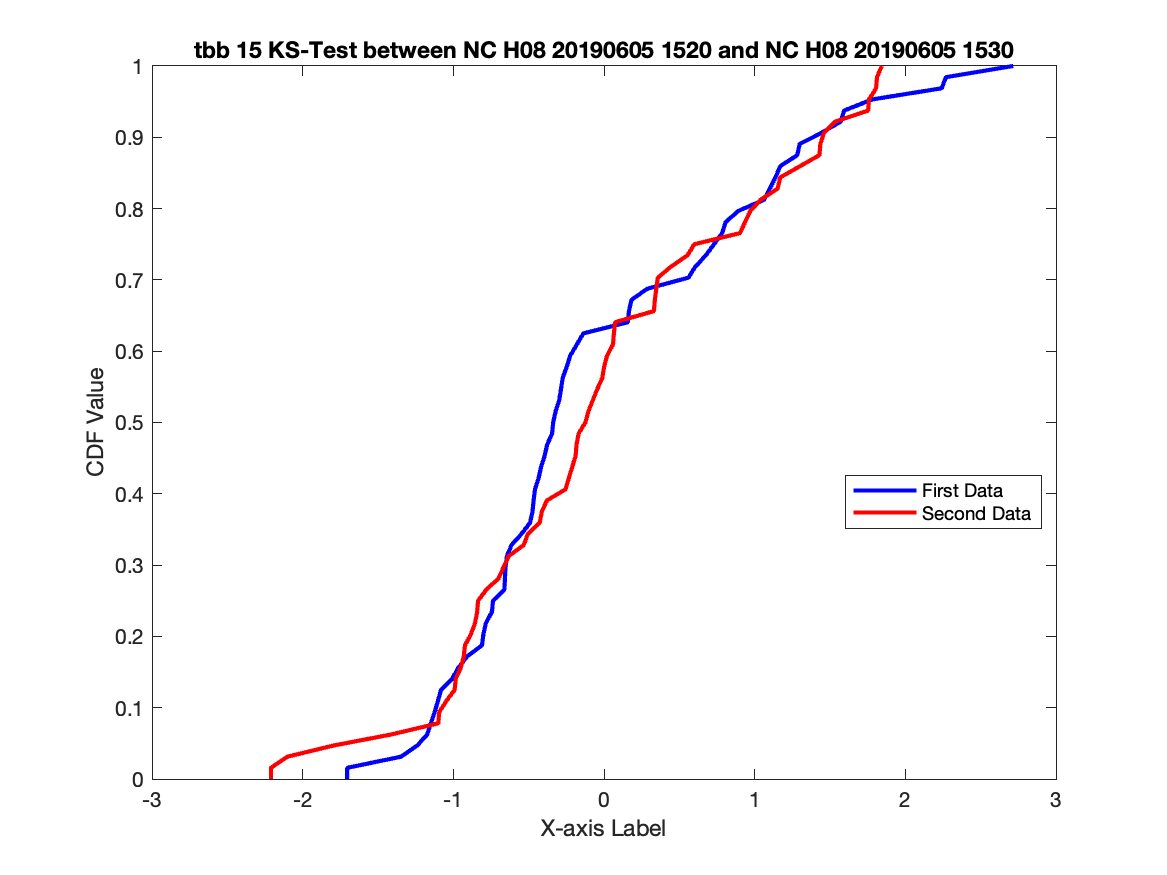 tbb 15 KS-Test between NC H08 20190605 1520 and NC H08 20190605 1530
1
0.9
0.8
0.7
0.6
0.5
0.4
0.3
0.2
0.1
0
CDF Value
First Data
Second Data
-3 -2 -1 0 1 2 3
X-axis Label